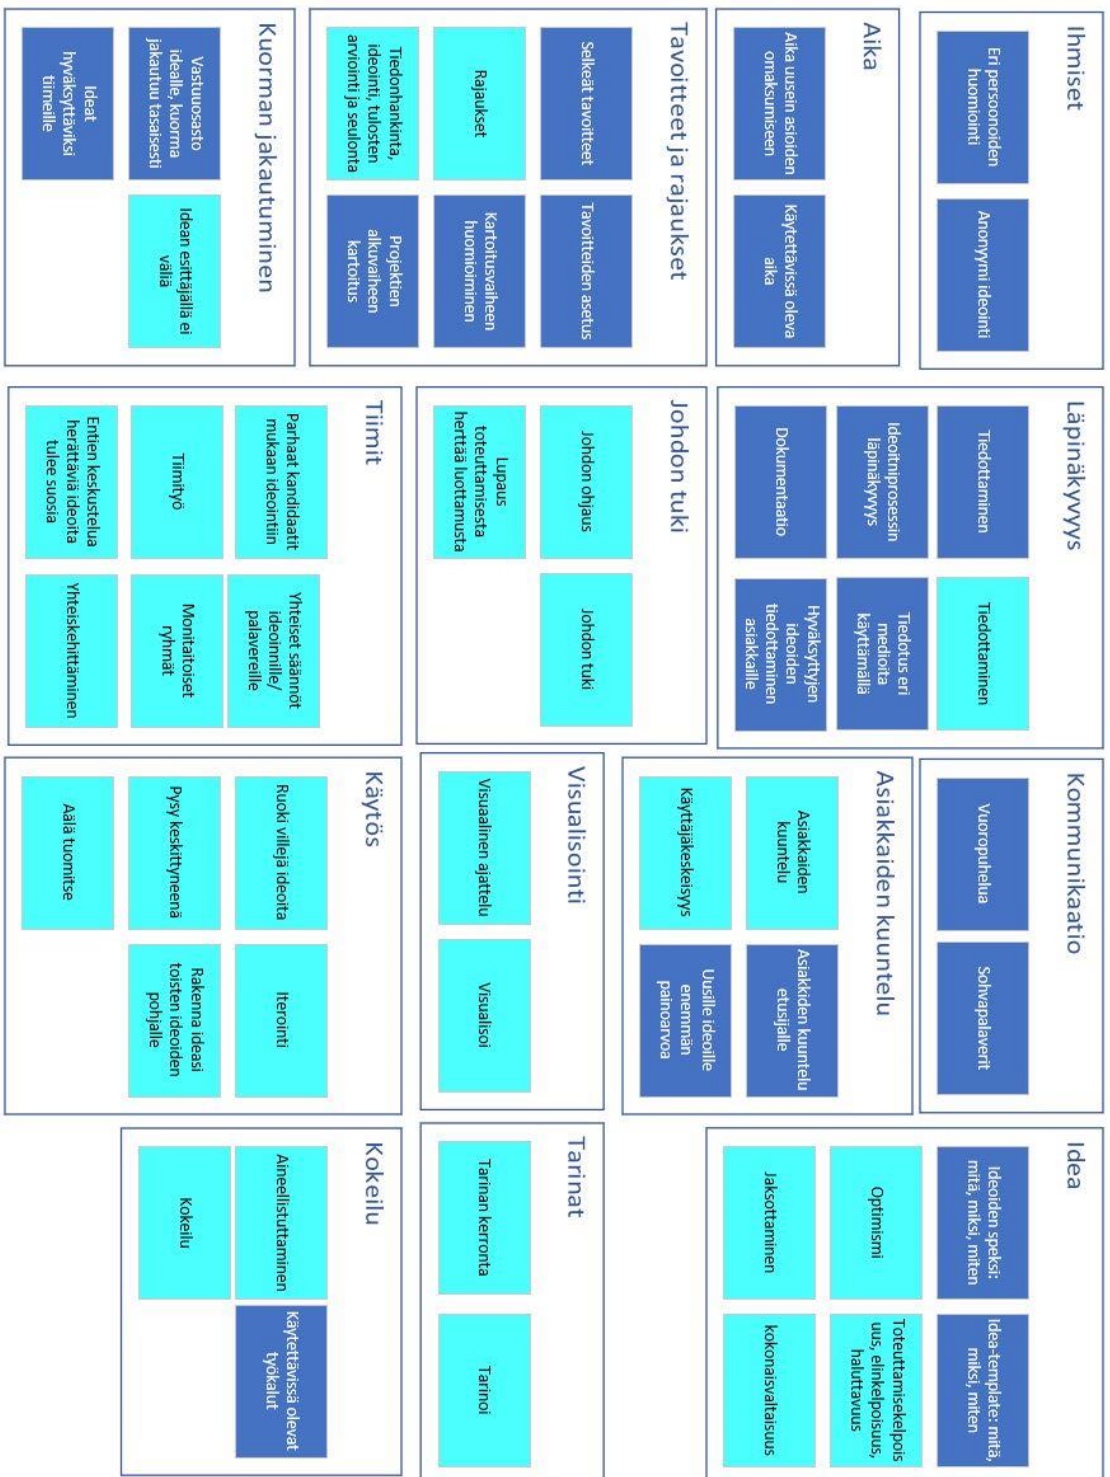 Ihmiset
Eri persoonoiden
huomiointi
Anonyymi ideointi
Aika
Aika uusein asioiden
omaksumiseen
Käytettävissä oleva
aika
Tavoitteet ja rajaukset
Selkeät tavoitteet
Tavoitteiden asetus
Rajaukset
Kartoitusvaiheen
huomioiminen
Tiedonhankinta,
ideointi, tulosten
arviointi ja seulonta
Projektien
alkuvaiheen
kartoitus
Kuorman jakautuminen
Vastuuosasto
idealle, kuorma
jakautuu tasaisesti
Idean esittäjällä ei
väliä
Ideat
hyväksyttäviksi
tiimeille
Läpinäkyvyys
Tiedottaminen
Tiedottaminen
Ideoitniprosessin
läpinäkyvyys
Tiedotus eri
medioita
käyttämällä
Dokumentaatio
Hyväksyttyjen
ideoiden
tiedottaminen
asiakkaille
Johdon tuki
Johdon ohjaus
Johdon tuki
Lupaus
toteuttamisesta
herttää luottamusta
Tiimit
Parhaat kandidaatit
mukaan ideointiin
Yhteiset säännöt
ideoinnille/
palavereille
Tiimityö
Monitaitoiset
ryhmät
Entien keskustelua
herättäviä ideoita
tulee suosia
Yhteiskehittäminen
Kommunikaatio
Vuoropuhelua
Sohvapalaverit
Asiakkaiden kuuntelu
Asiakkaiden
kuuntelu
Asiakkiden kuuntelu
etusijalle
Käyttäjäkeskeisyys
Uusille ideoille
enemmän
painoarvoa
Visualisointi
Visuaalinen ajattelu
Visualisoi
Käytös
Ruoki villejä ideoita
Iterointi
Pysy keskittyneenä
Rakenna ideasi
toisten ideoiden
pohjalle
Äälä tuomitse
Idea
Ideoiden speksi:
mitä, miksi, miten
Idea-template: mitä,
miksi, miten
Optimismi
Toteuttamisekelpois
uus, elinkelpoisuus,
haluttavuus
Jaksottaminen
kokonaisvaltaisuus
Tarinat
Tarinan kerronta
Tarinoi
Kokeilu
Aineellistuttaminen
Käytettävissä olevat
työkalut
Kokeilu